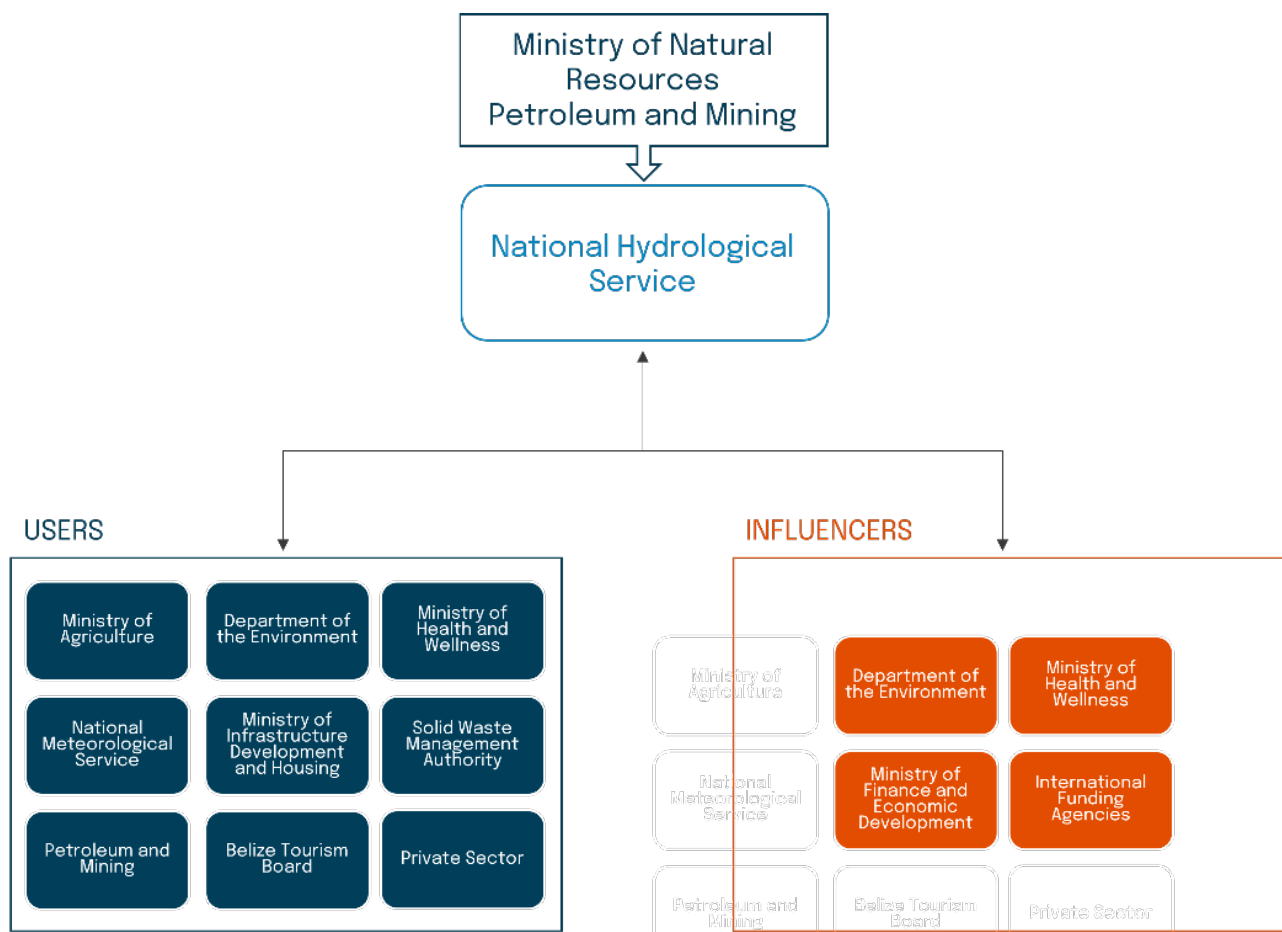 Ministry of Natural
Resources
Petroleum and Mining
National Hydrological
Service
USERS
Ministry of
Agriculture
Department of
the Environment
Ministry of
Health and
Wellness
National
Meteorological
Service
Ministry of
Infrastructure
Development
and Housing
Solid Waste
Management
Authority
Petroleum and
Mining
Belize Tourism
Board
Private Sector
INFLUENCERS
Ministry of
Agriculture
Department of
the Environment
Ministry of
Health and
Wellness
National
Meteorological
Service
Ministry of
Finance and
Economic
Development
International
Funding
Agencies
Petroleum and
Mining
Belize Tourism
Board
Private Sector